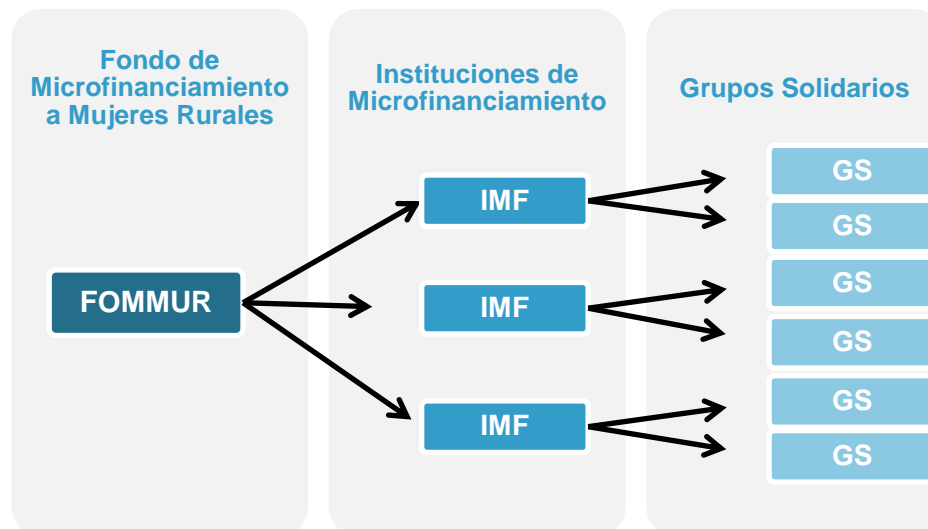 Fondo de
Microfinanciamiento
a Mujeres Rurales
Instituciones de
Microfinanciamiento
Grupos Solidarios
FOMMUR
IMF
IMF
IMF
GS
GS
GS
GS
GS
GS